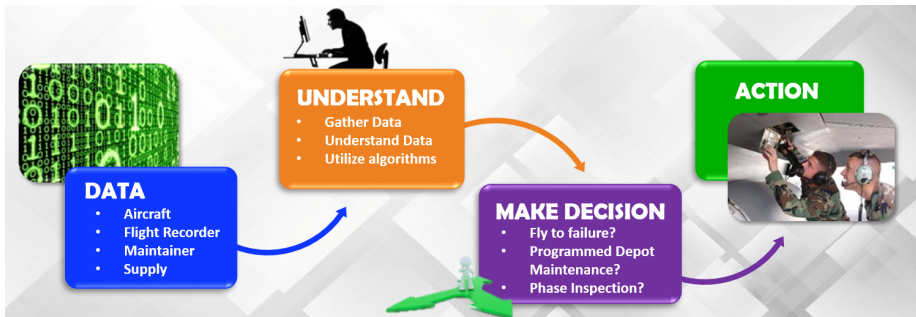 DATA
• Aircraft
• Flight Recorder
• Maintainer
• Supply
UNDERSTAND
• Gather Data
• Understand Data
• Utilize algorithms
MAKE DECISION
• Fly to failure?
• Programmed Depot
Maintenance?
• Phase Inspection?
ACTION